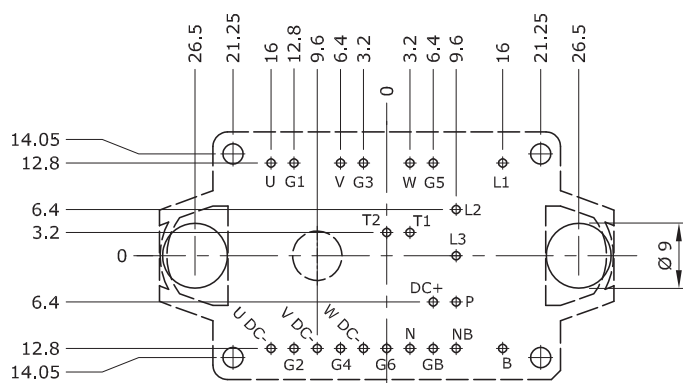 26.5 21.25 16 12.8 9.6 6.4 3.2 0 3.2 6.4 9.6 16 21.25 26.5
14.05
12.8
U G1 V G3 W G5 L1
6.4 L2
3.2 T2 T1
0 L3 Ø 9
6.4 DC+ P
U DC- V DC- W DC- N NB
12.8
G2 G4 G6 GB B
14.05